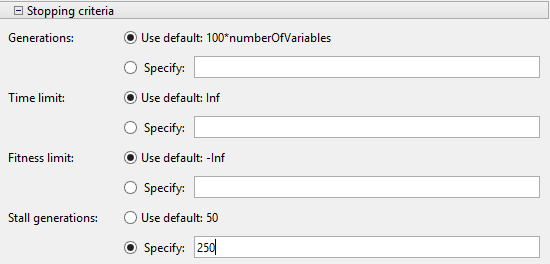 Stopping criteria
Generations: Use default: 100*numberOfVariables
Specify:
Time limit: Use default: Inf
Specify:
Fitness limit: Use default: -Inf
Specify:
Stall generations: Use default: 50
Specify: 250